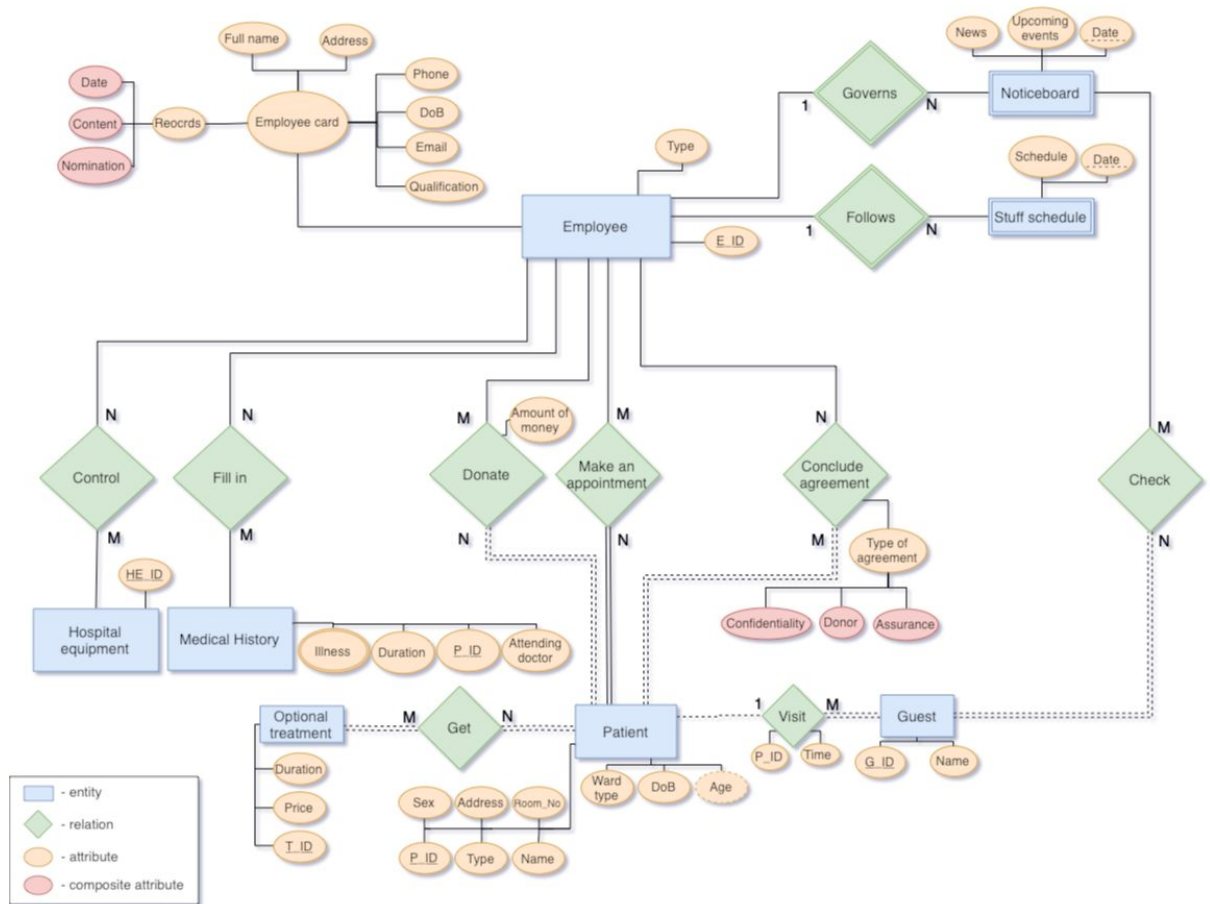 Full name
Address
News
Upcoming
events
Date
Date
Phone
Governs
1
N
Noticeboard
Content
Reocrds
Employee card
DoB
Email
Type
Schedule
Date
Nomination
Qualification
Employee
Follows
1
N
Stuff schedule
E_ID
N
N
M
Amount of
money
M
N
M
Control
Fill in
Donate
Make an
appointment
Conclude
agreement
Check
M
M
N
N
M
N
Type of
agreement
HE_ID
Hospital
equipment
Medical History
Illness
Duration
P_ID
Attending
doctor
Confidentiality
Donor
Assurance
Optional
treatment
M
Get
N
Patient
1
Visit
M
Guest
Duration
Price
T_ID
Ward
type
DoB
Age
P_ID
Time
G_ID
Name
Sex
Address
Room_No
P_ID
Type
Name
- entity
- relation
- attribute
- composite attribute